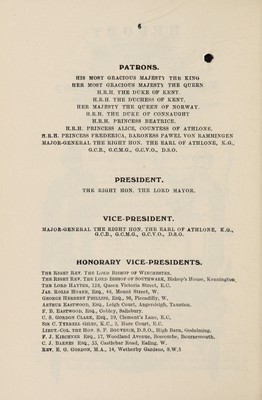 6
PATRONS.
HIS MOST GRACIOUS MAJESTY THE KING
HER MOST GRACIOUS MAJESTY THE QUEEN
H.R.H. THE DUKE OF KENT.
H.R.H. THE DUCHESS OF KENT.
HER MAJESTY THE QUEEN OF NORWAY.
H.R.H. THE DUKE OF CONNAUGHT
H.R.H. PRINCESS BEATRICE.
H.R.H. PRINCESS ALICE, COUNTESS OF ATHLONE.
H.R.H. PRINCESS FREDERICA, BARONESS PAWEL VON RAMMINGEN
MAJOR-GENERAL THE RIGHT HON. THE EARL OF ATHLONE, K.G.,
G.C.B., G.C.M.G., G.C.V.O., D.S.O.
PRESIDENT.
THE RIGHT HON. THE LORD MAYOR.
VICE-PRESIDENT.
MAJOR-GENERAL THE RIGHT HON. THE EARL OF ATHLONE, K.G.,
G.C.B., G.C.M.G., G.C.V.O., D.S.O.
HONORARY VICE-PRESIDENTS.
THE RIGHT REV. THE LORD BISHOP OF WINCHESTER.
THE RIGHT REV. THE LORD BISHOP OF SOUTHWARK, Bishop's House, Kennington.
THE LORD HAYTER, 128, Queen Victoria Street, E.C.
JAS. ROLLS HOARE, Esq., 48, Mount Street, W.
GEORGE HERBERT PHILLIPS, Esq., 98, Piccadilly, W.
ARTHUR EASTWOOD, Esq., Leigh Court, Angersleigh, Taunton.
F. B. EASTWOOD, Esq., Cobley, Salisbury.
C. S. GORDON CLARK, Esq., 29, Clement's Lane, E.C.
SIR C. TYRRELL GILES, K.C., 2, Hare Court, E.C.
LIEUT.-COL. THE HON. S. P. BOUVERIE, D.S.O., High Barn, Godalming.
F. J. KIRCHNER Esq., 17, Woodland Avenue, Boscombe, Bournemouth.
C. J. BARNES Esq., 55, Castlebar Road, Ealing. W.
REV. E. G. GORDON, M.A., 14, Wetherby Gardens, S.W.5